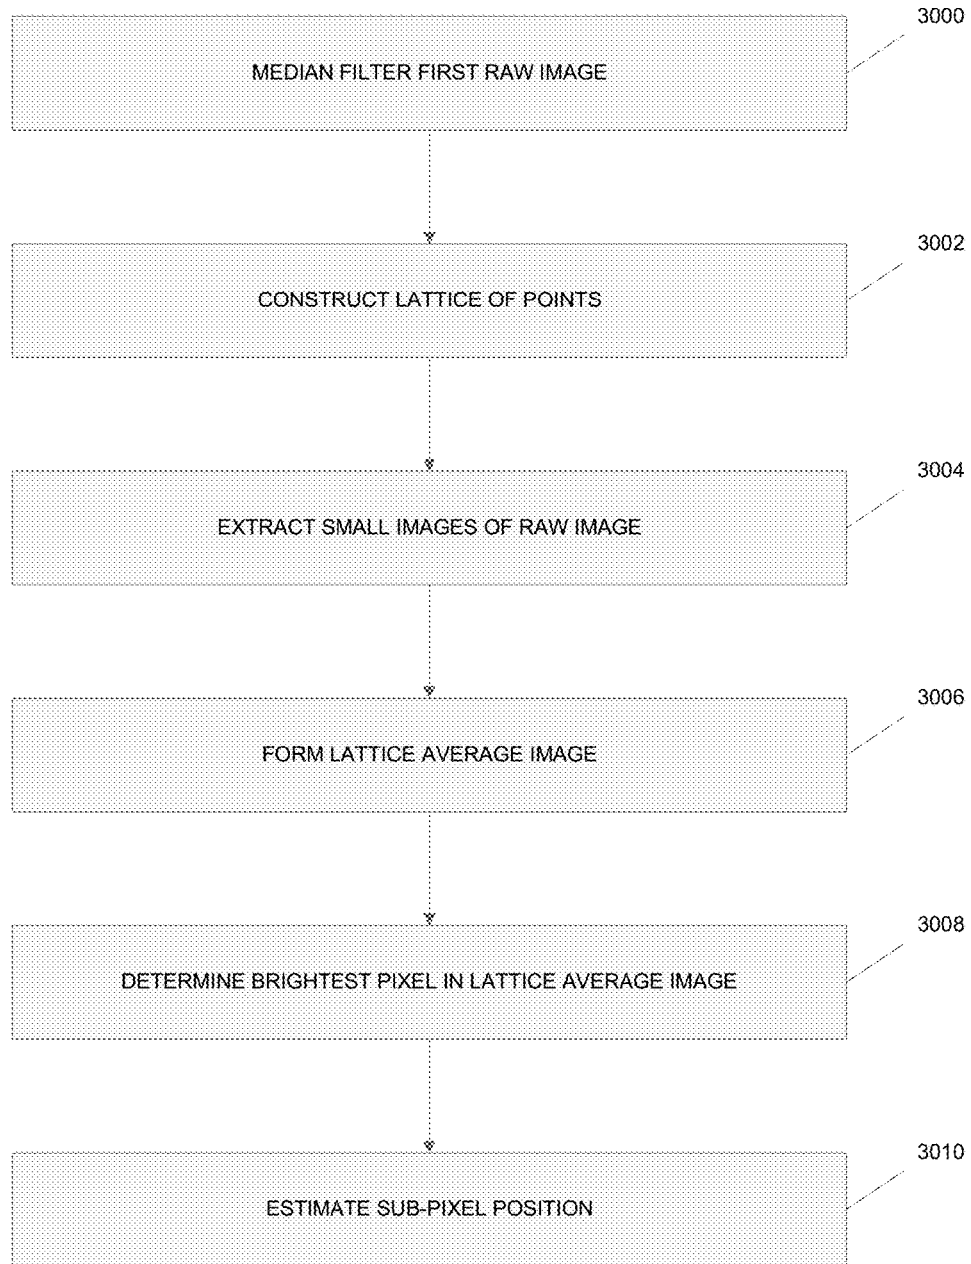 3000
MEDIAN FILTER FIRST RAW IMAGE
3002
CONSTRUCT LATTICE OF POINTS
3004
EXTRACT SMALL IMAGES OF RAW IMAGE
3006
FORM LATTICE AVERAGE IMAGE
3008
DETERMINE BRIGHTEST PIXEL IN LATTICE AVERAGE IMAGE
3010
ESTIMATE SUB-PIXEL POSITION